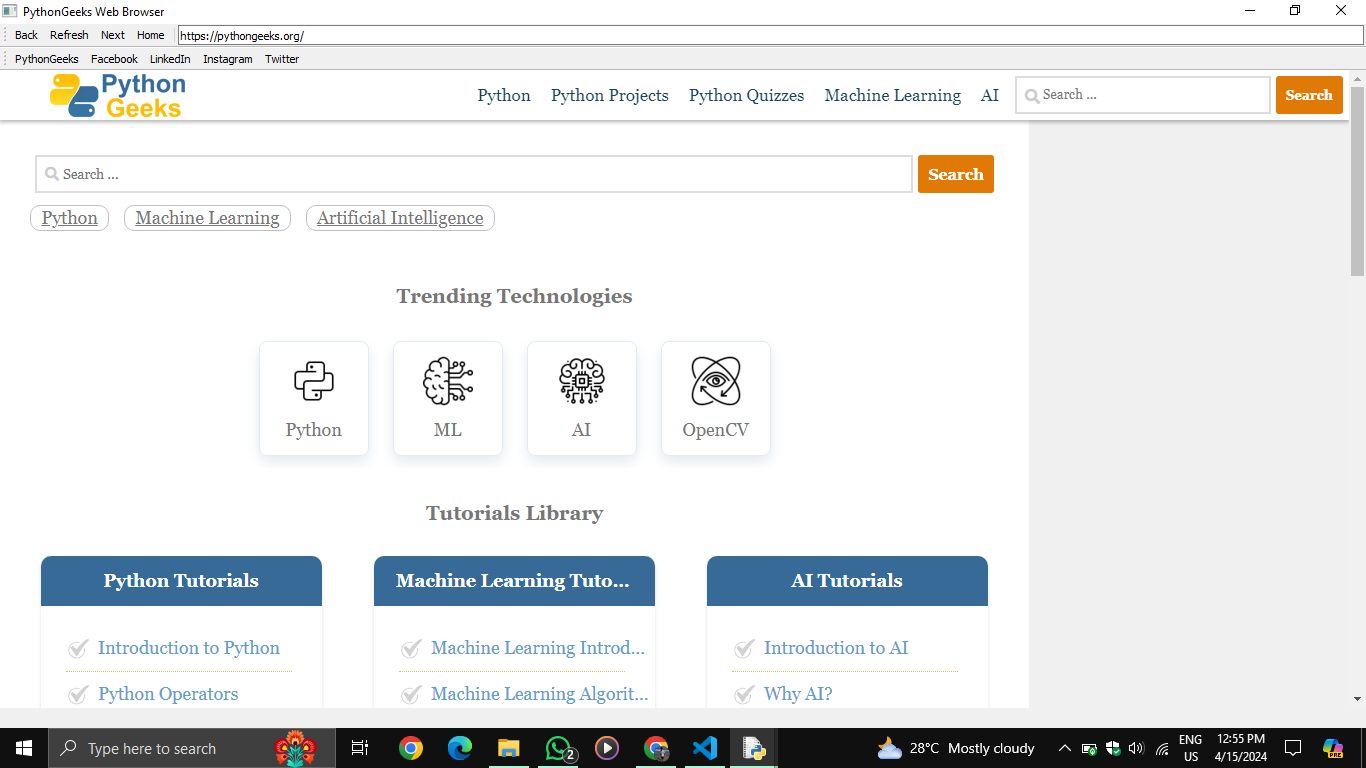 PythonGeeks Web Browser
Back Refresh Next Home https://pythongeeks.org/
PythonGeeks Facebook LinkedIn Instagram Twitter
Python
Geeks
Python Python Projects Python Quizzes Machine Learning AI Search ... Search
Search ... Search
Python Machine Learning Artificial Intelligence
Trending Technologies
Python ML AI OpenCV
Tutorials Library
Python Tutorials Machine Learning Tuto... AI Tutorials
Introduction to Python Machine Learning Introd... Introduction to AI
Python Operators Machine Learning Algorit... Why AI?
Type here to search 2 28°C Mostly cloudy ENG US 12:55 PM 4/15/2024 PRE